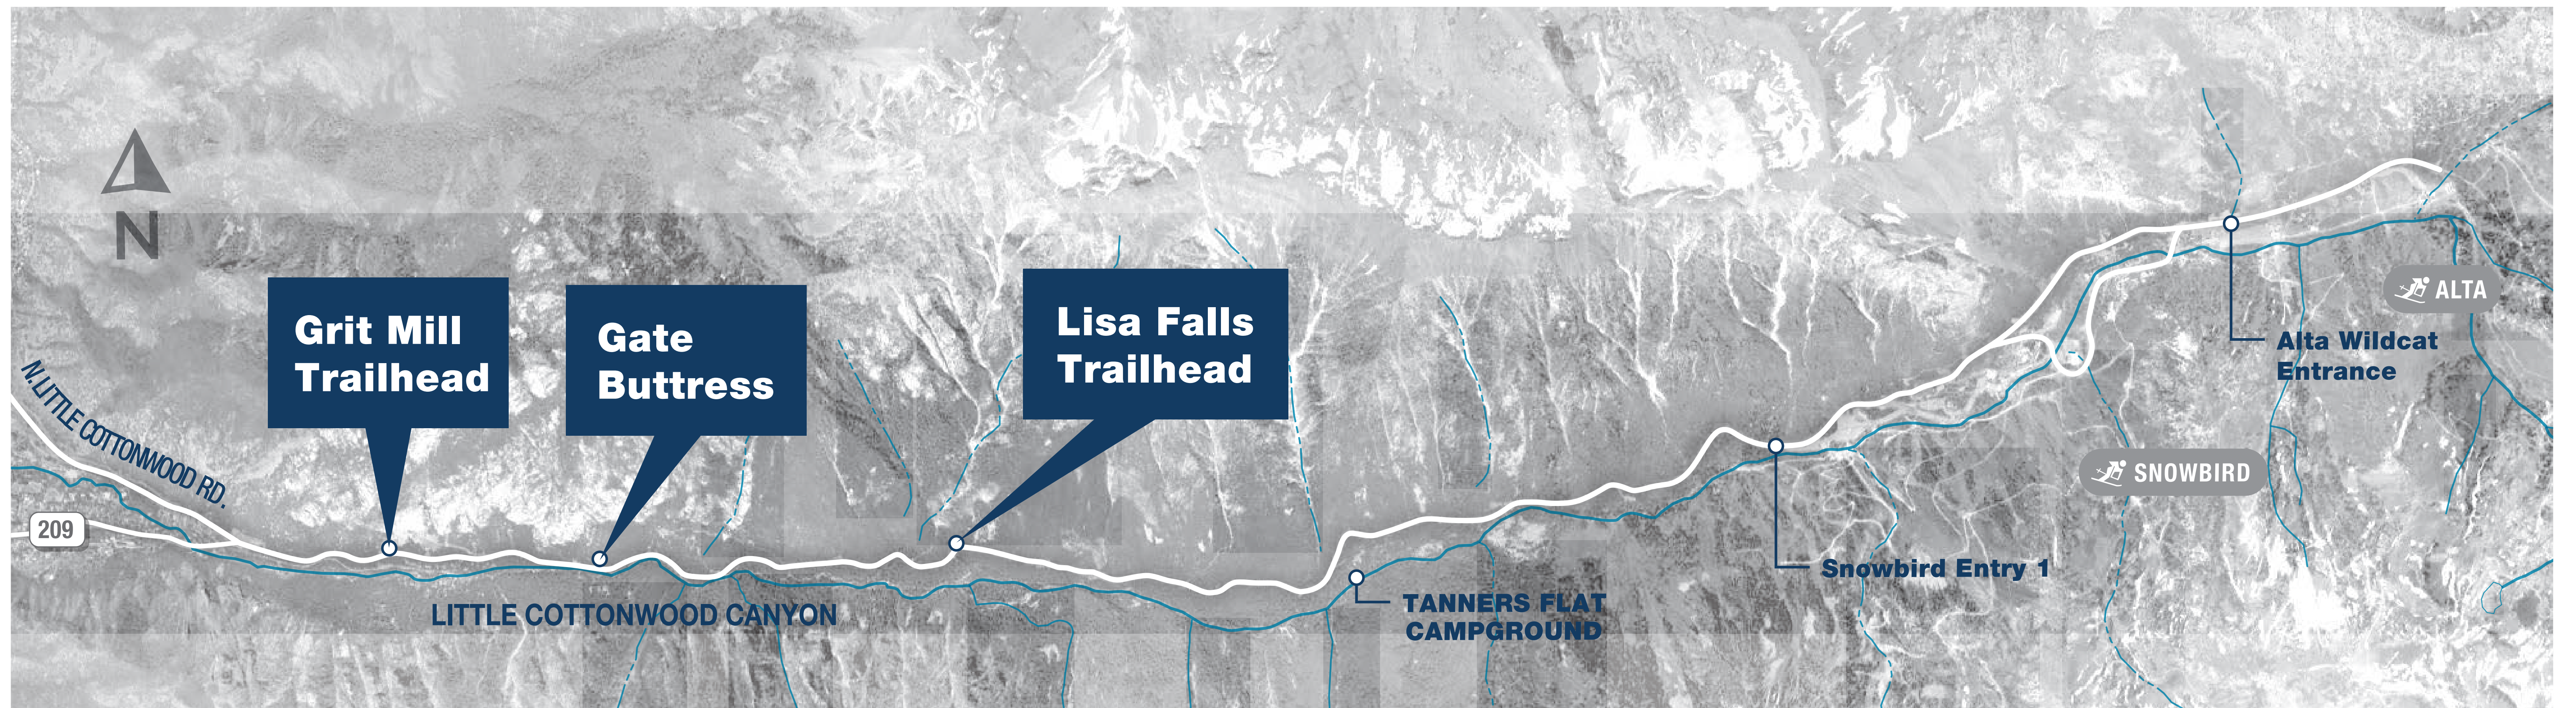 N
Grit Mill
Trailhead
Gate
Buttress
Lisa Falls
Trailhead
ALTA
Alta Wildcat
Entrance
N. LITTLE COTTONWOOD RD.
SNOWBIRD
209
Snowbird Entry 1
LITTLE COTTONWOOD CANYON
TANNERS FLAT
CAMPGROUND